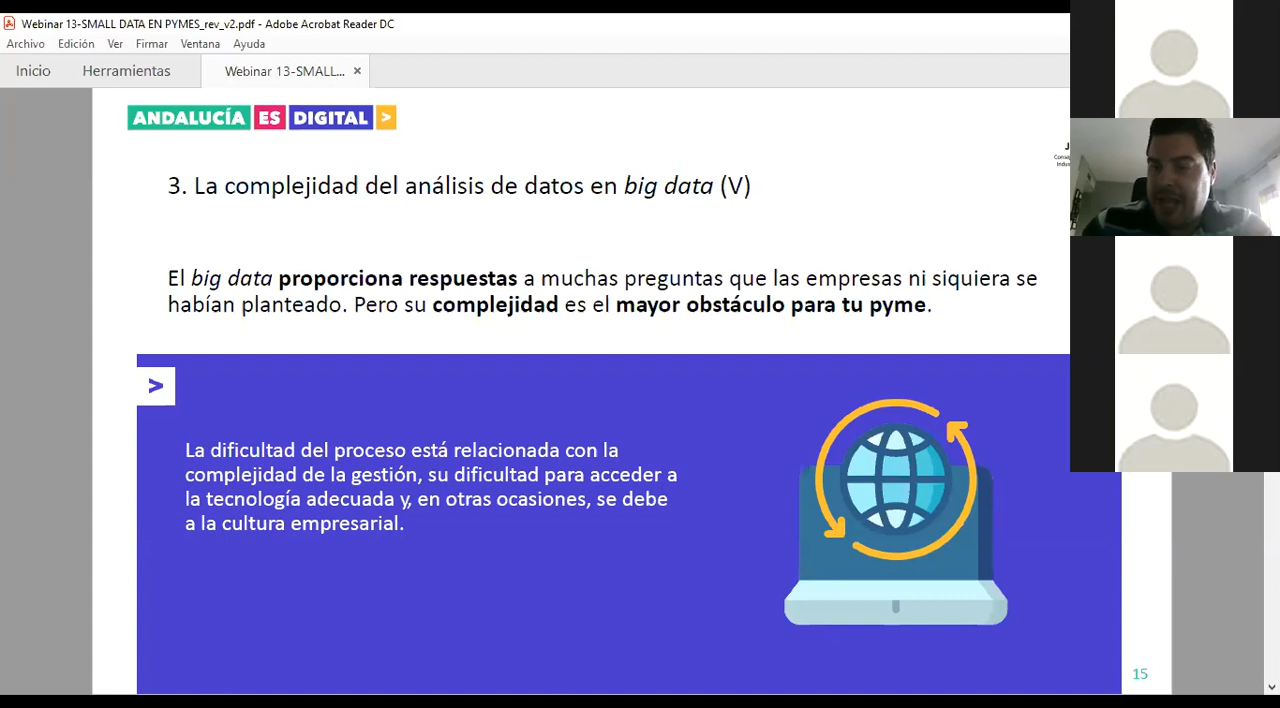 Webinar 13-SMALL DATA EN PYMES_rev_v2.pdf - Adobe Acrobat Reader DC
Archivo Edición Ver Firmar Ventana Ayuda
Inicio Herramientas Webinar 13-SMALL... ×
ANDALUCÍA ES DIGITAL >
J
Conse
Indus
3. La complejidad del análisis de datos en big data (V)
El big data proporciona respuestas a muchas preguntas que las empresas ni siquiera se
habían planteado. Pero su complejidad es el mayor obstáculo para tu pyme.
>
La dificultad del proceso está relacionada con la
complejidad de la gestión, su dificultad para acceder a
la tecnología adecuada y, en otras ocasiones, se debe
a la cultura empresarial.
15